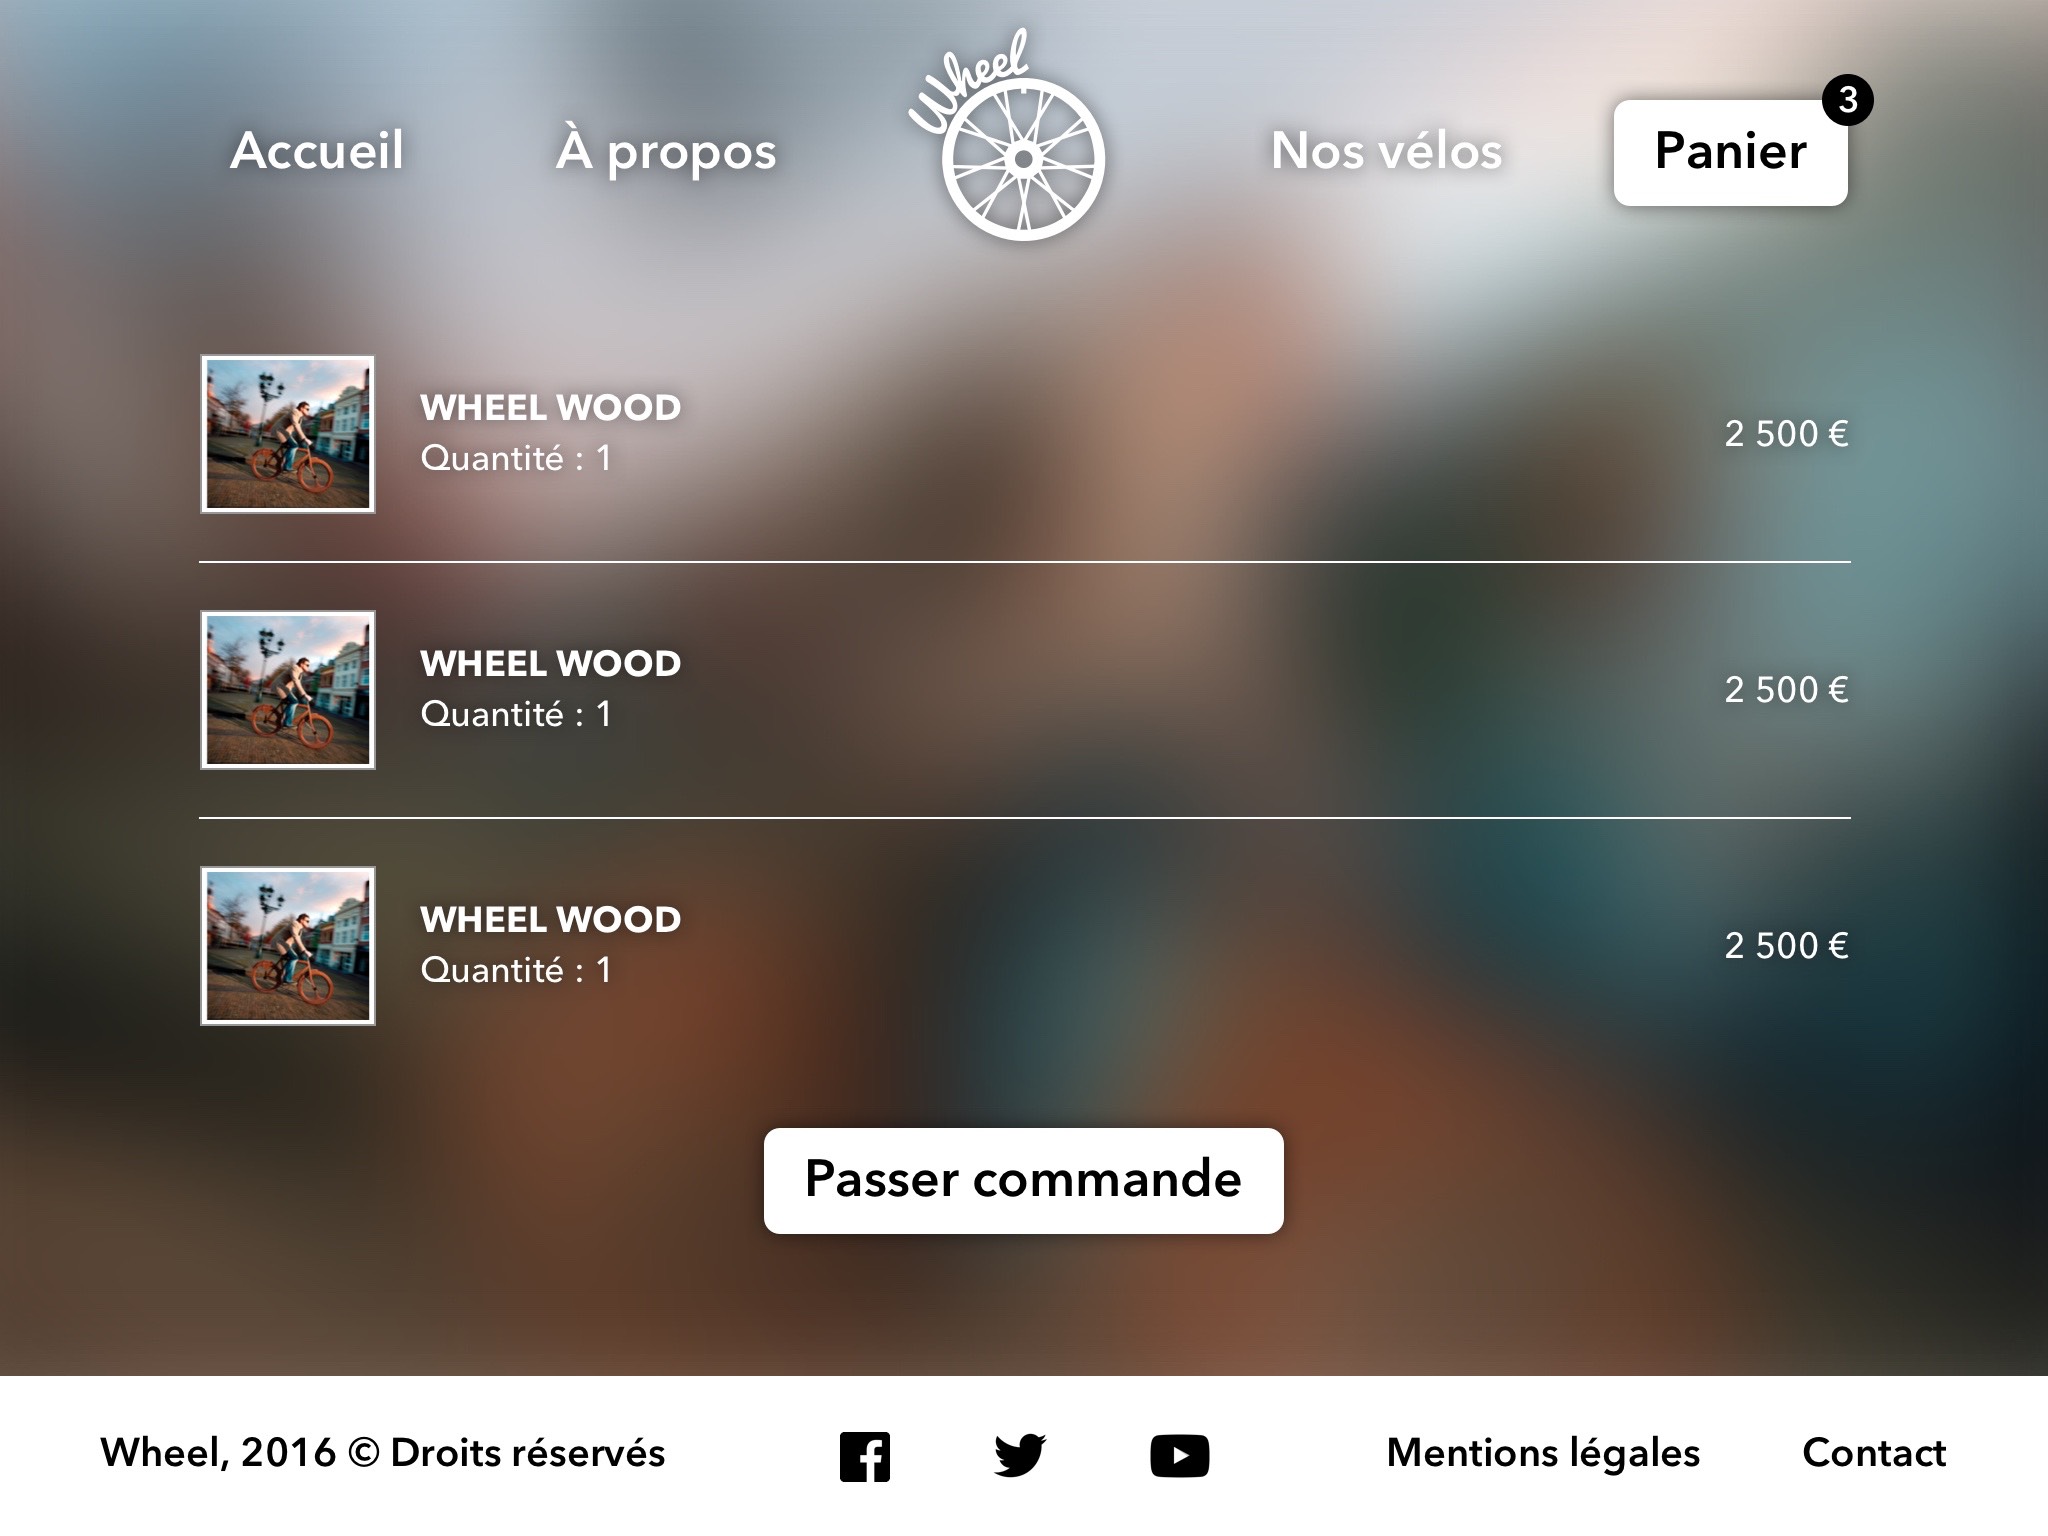 Wheel
Accueil
À propos
Nos vélos
Panier
3
WHEEL WOOD
Quantité : 1
2 500 €
WHEEL WOOD
Quantité : 1
2 500 €
WHEEL WOOD
Quantité : 1
2 500 €
Passer commande
Wheel, 2016 © Droits réservés
Mentions légales
Contact